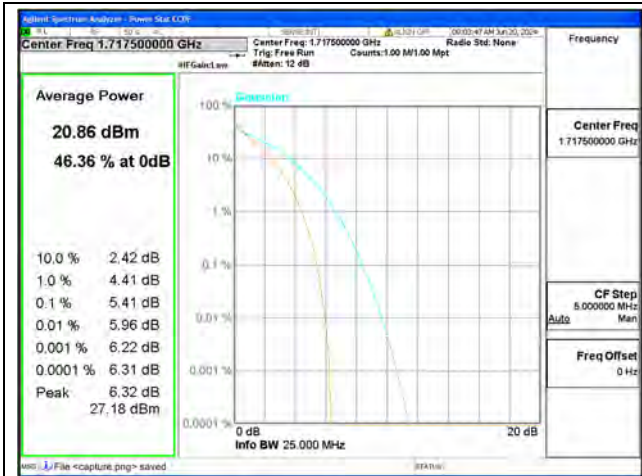 Agilent Spectrum Analyzer - Power Stat CCDF
Center Freq 1.717500000 GHz
#IFGain:Low
Center Freq: 1.717500000 GHz
Trig: Free Run
Counts:1.00 M/1.00 Mpt
#Atten: 12 dB
Radio Std: None
Frequency
Average Power
20.86 dBm
46.36 % at 0dB
10.0 % 2.42 dB
1.0 % 4.41 dB
0.1 % 5.41 dB
0.01 % 5.96 dB
0.001 % 6.22 dB
0.0001 % 6.31 dB
Peak 6.32 dB
27.18 dBm
Gaussian
100 %
10 %
1 %
0.1 %
0.01 %
0.001 %
0.0001 %
0 dB
20 dB
Info BW 25.000 MHz
Center Freq
1.717500000 GHz
CF Step
5.000000 MHz
Auto Man
Freq Offset
0 Hz
MSG
File <capture.png> saved
STATUS